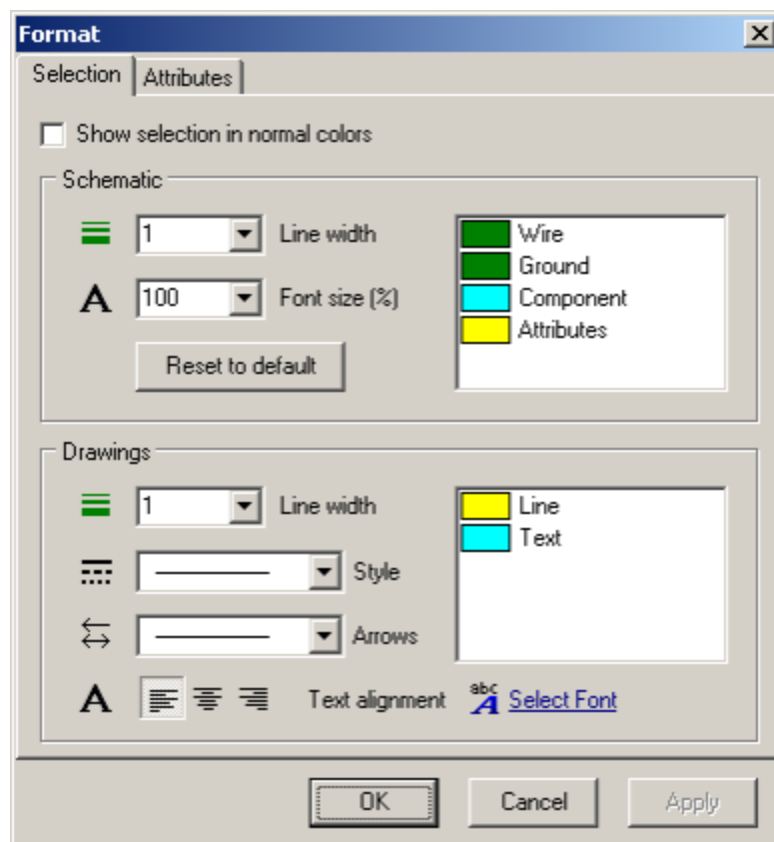 Format
Selection Attributes
Show selection in normal colors
Schematic
1 Line width
100 Font size (%)
Reset to default
Wire
Ground
Component
Attributes
Drawings
1 Line width
Style
Arrows
Line
Text
A Text alignment abc A Select Font
OK Cancel Apply